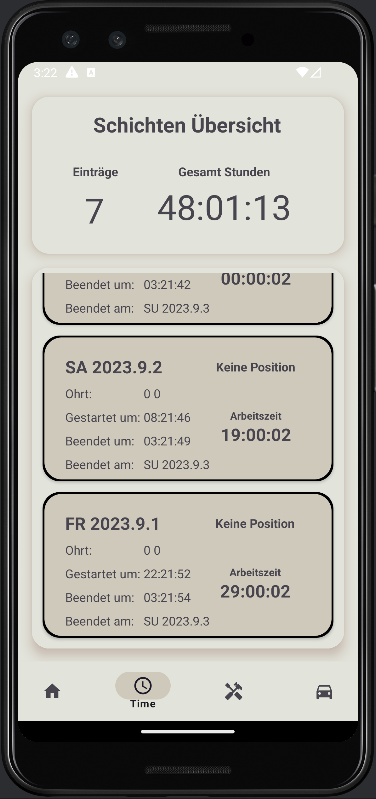 3:22
Schichten Übersicht
Einträge
Gesamt Stunden
7
48:01:13
Beendet um: 03:21:42
00:00:02
Beendet am: SU 2023.9.3
SA 2023.9.2
Keine Position
Ohrt: 0 0
Gestartet um: 08:21:46
Arbeitszeit
Beendet um: 03:21:49
19:00:02
Beendet am: SU 2023.9.3
FR 2023.9.1
Keine Position
Ohrt: 0 0
Gestartet um: 22:21:52
Arbeitszeit
Beendet um: 03:21:54
29:00:02
Beendet am: SU 2023.9.3
Time